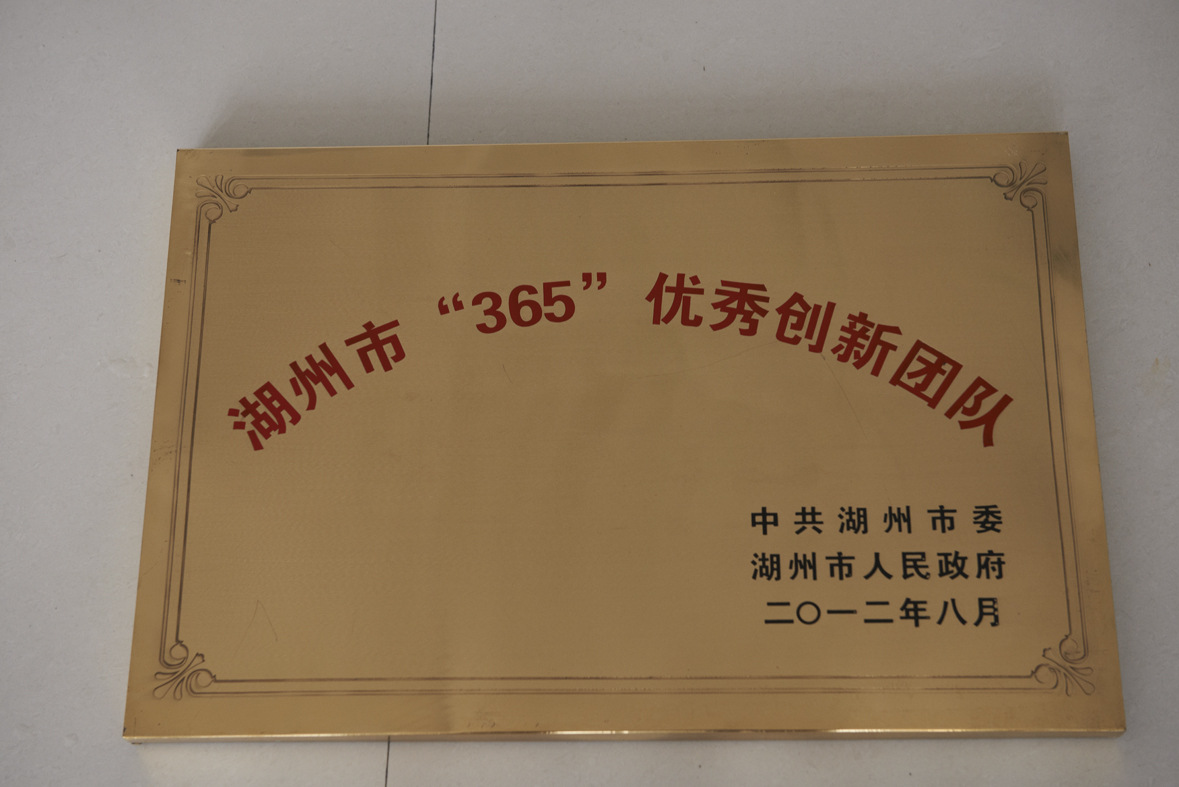 湖州市“365”优秀创新团队
中共湖州市委
湖州市人民政府
二〇一二年八月